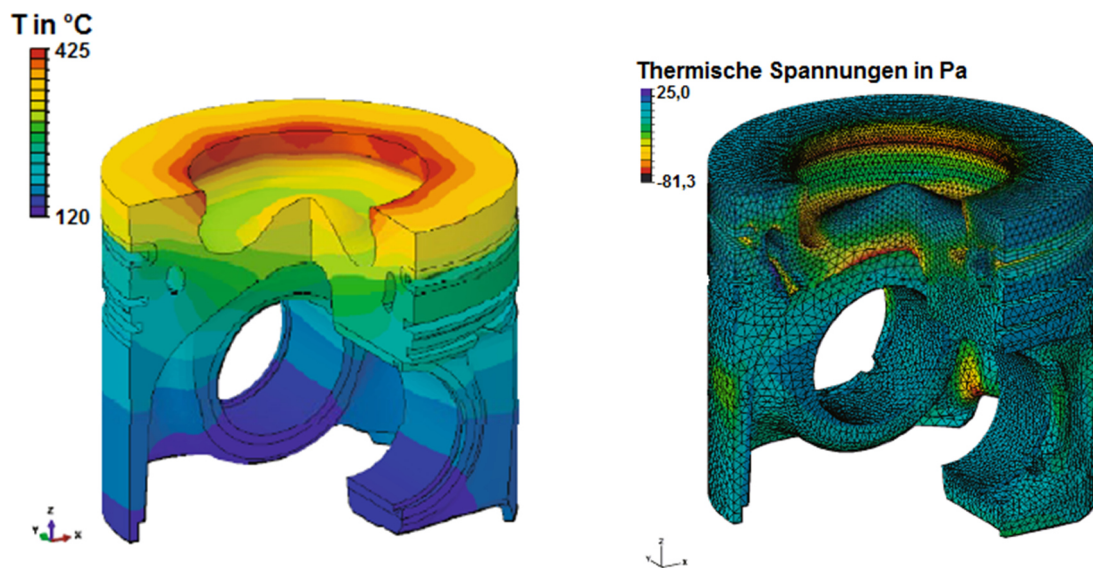 T in °C
425
120
Z
Y
X
Thermische Spannungen in Pa
25,0
-81,3
Z
Y
X